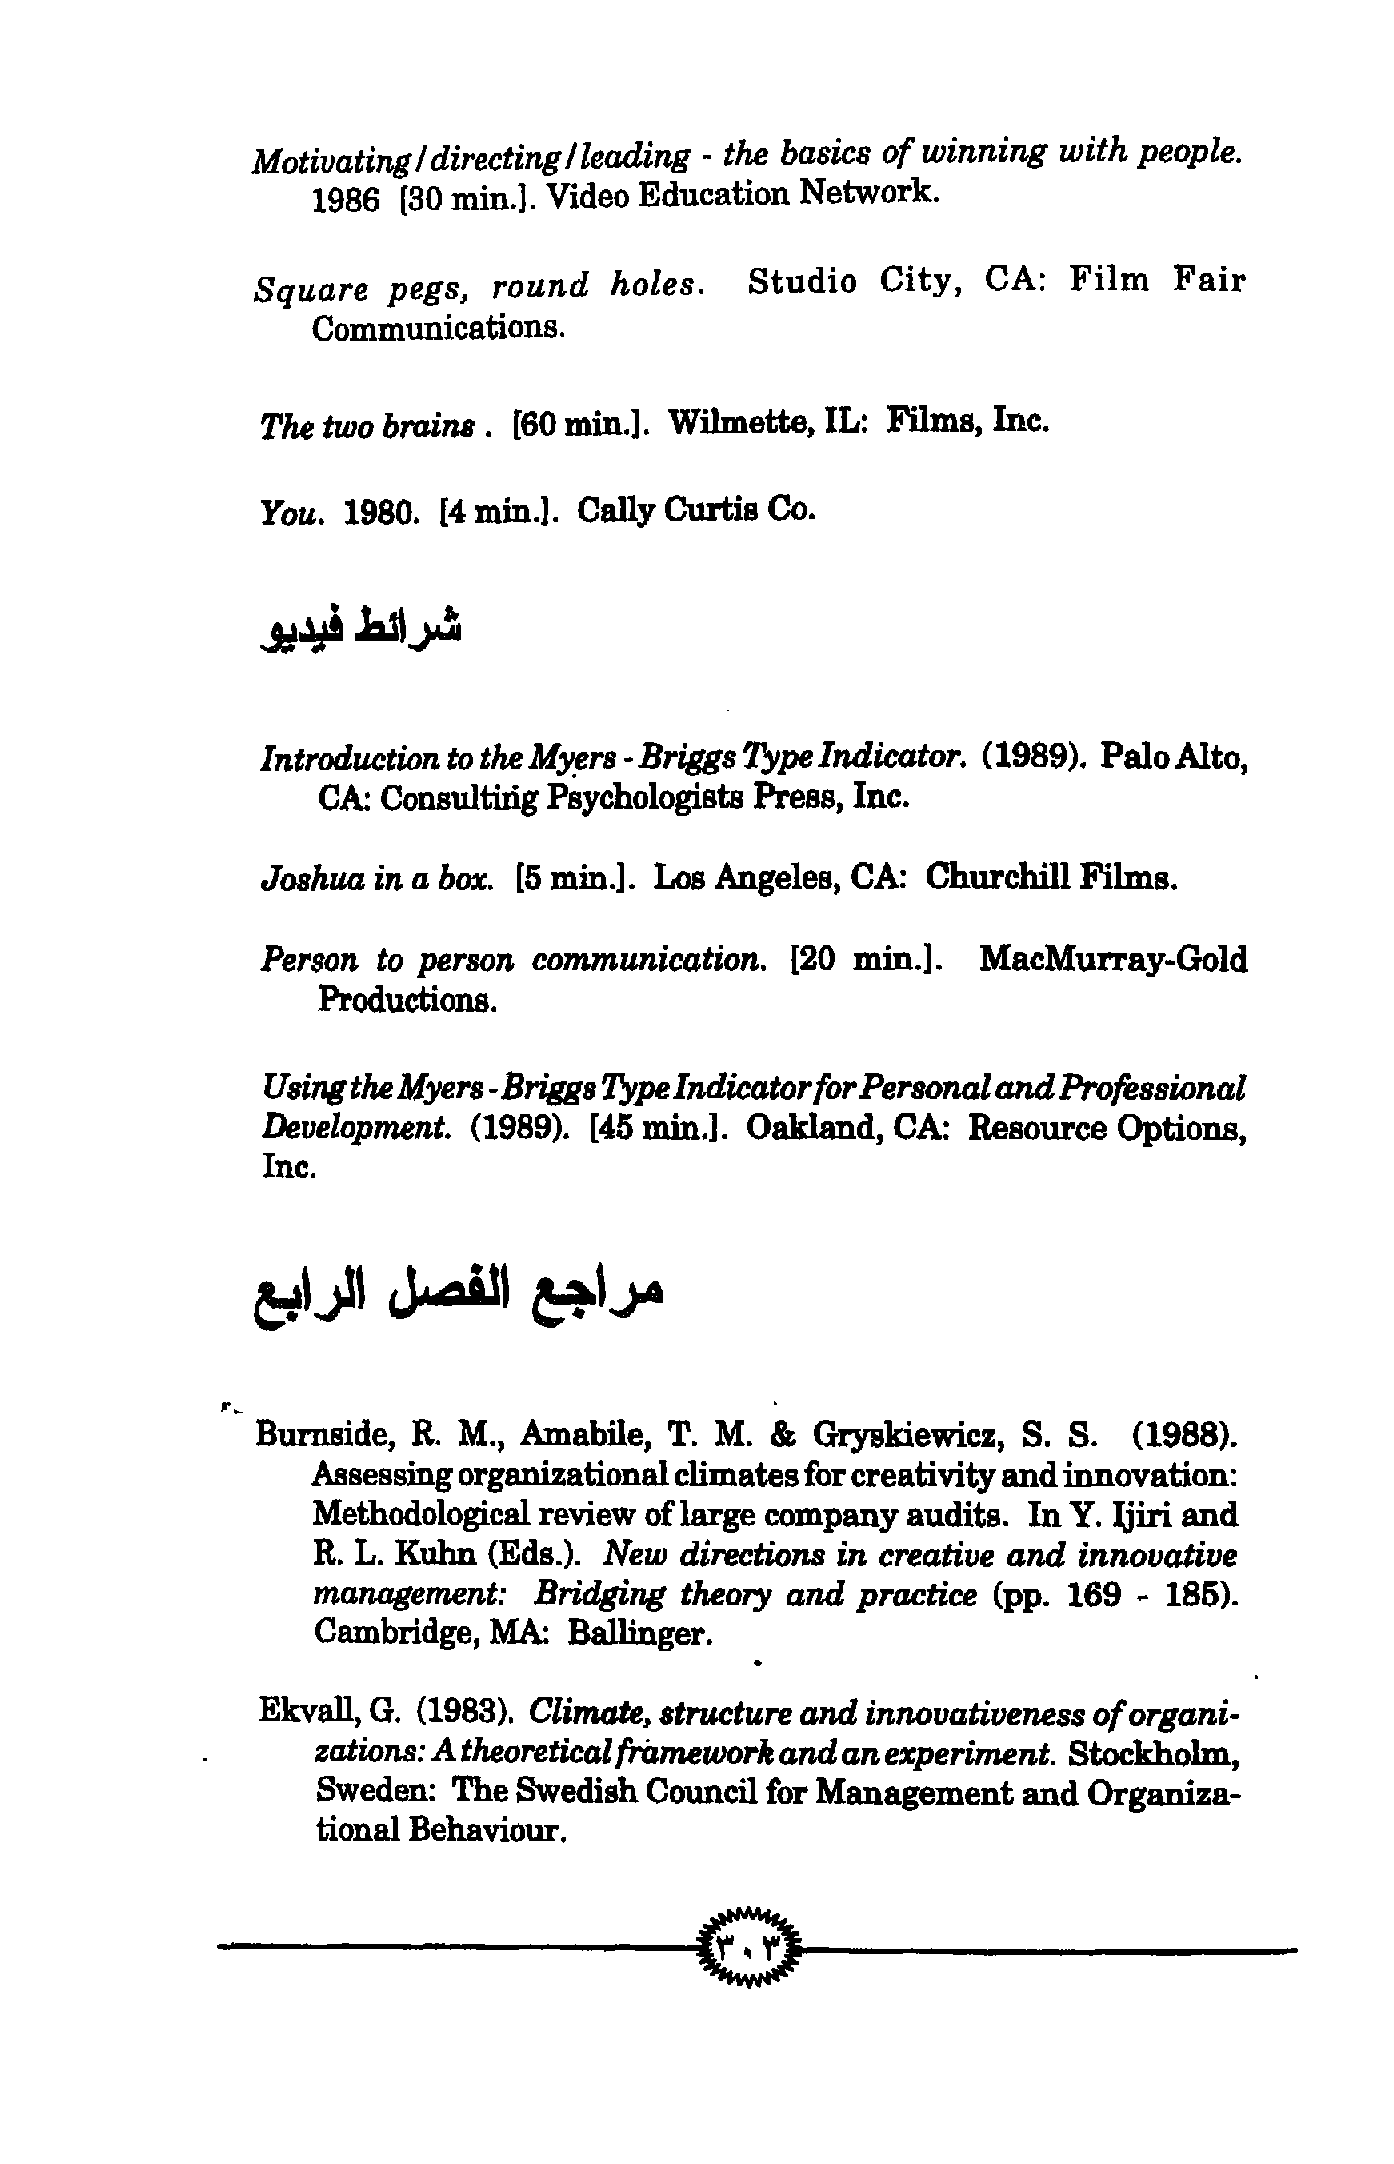 Motivating / directing / leading - the basics of winning with people.
1986 [30 min.]. Video Education Network.
Square pegs, round holes. Studio City, CA: Film Fair
Communications.
The two brains . [60 min.]. Wilmette, IL: Films, Inc.
You. 1980. [4 min.]. Cally Curtis Co.
شرائط فيديو
Introduction to the Myers - Briggs Type Indicator. (1989). Palo Alto,
CA: Consulting Psychologists Press, Inc.
Joshua in a box. [5 min.]. Los Angeles, CA: Churchill Films.
Person to person communication. [20 min.]. MacMurray-Gold
Productions.
Using the Myers - Briggs Type Indicator for Personal and Professional
Development. (1989). [45 min.]. Oakland, CA: Resource Options,
Inc.
مراجع الفصل الرابع
Burnside, R. M., Amabile, T. M. & Gryskiewicz, S. S. (1988).
Assessing organizational climates for creativity and innovation:
Methodological review of large company audits. In Y. Ijiri and
R. L. Kuhn (Eds.). New directions in creative and innovative
management: Bridging theory and practice (pp. 169 - 185).
Cambridge, MA: Ballinger.
Ekvall, G. (1983). Climate, structure and innovativeness of organi-
zations: A theoretical framework and an experiment. Stockholm,
Sweden: The Swedish Council for Management and Organiza-
tional Behaviour.
٣٠٣